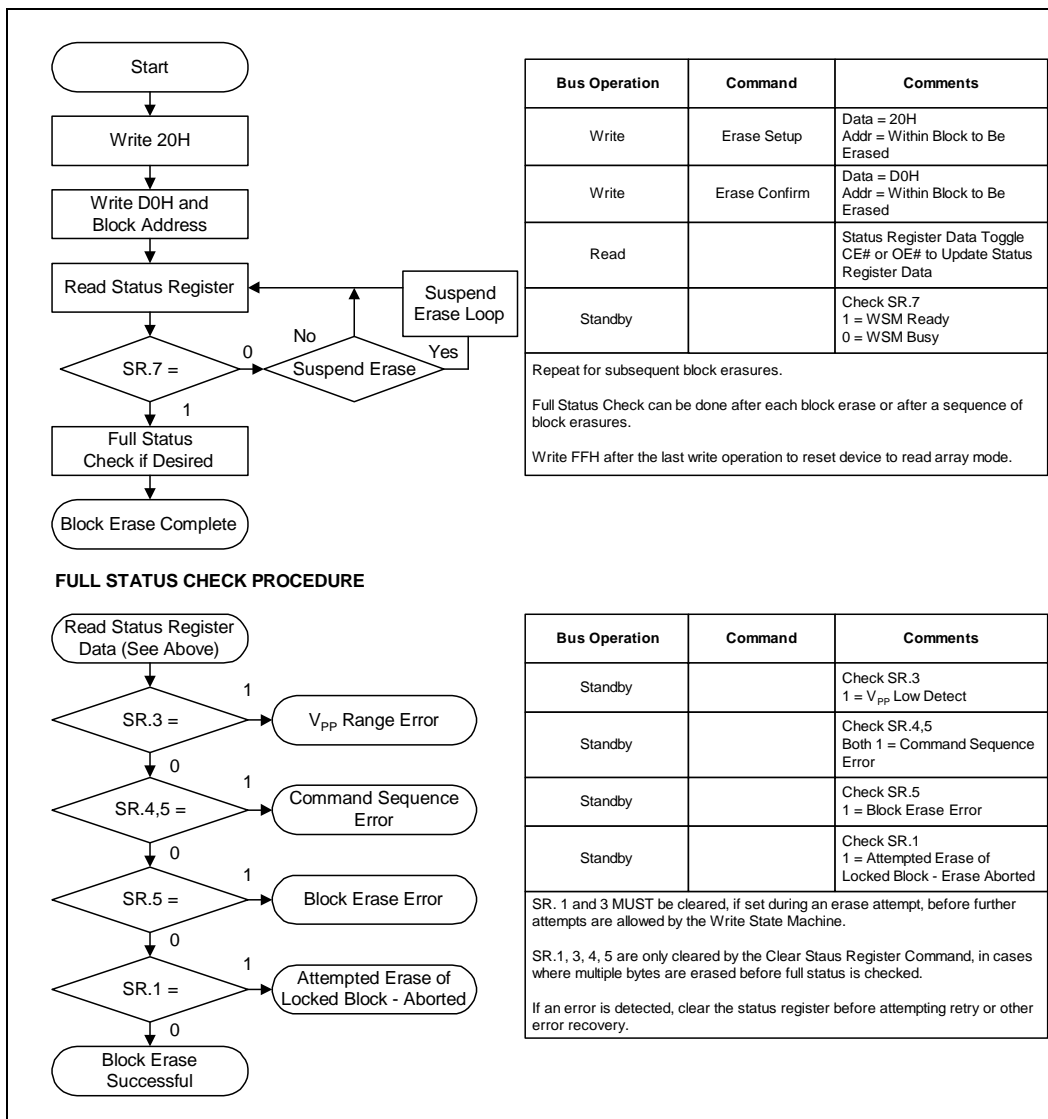 Start
Write 20H
Write D0H and
Block Address
Read Status Register
SR.7 =
0
1
No
Suspend Erase
Yes
Suspend
Erase Loop
Full Status
Check if Desired
Block Erase Complete
Bus Operation Command Comments
Write Erase Setup Data = 20H
Addr = Within Block to Be
Erased
Write Erase Confirm Data = D0H
Addr = Within Block to Be
Erased
Read Status Register Data Toggle
CE# or OE# to Update Status
Register Data
Standby Check SR.7
1 = WSM Ready
0 = WSM Busy
Repeat for subsequent block erasures.
Full Status Check can be done after each block erase or after a sequence of
block erasures.
Write FFH after the last write operation to reset device to read array mode.
FULL STATUS CHECK PROCEDURE
Read Status Register
Data (See Above)
SR.3 =
1
VPP Range Error
0
SR.4,5 =
1
Command Sequence
Error
0
SR.5 =
1
Block Erase Error
0
SR.1 =
1
Attempted Erase of
Locked Block - Aborted
0
Block Erase
Successful
Bus Operation Command Comments
Standby Check SR.3
1 = VPP Low Detect
Standby Check SR.4,5
Both 1 = Command Sequence
Error
Standby Check SR.5
1 = Block Erase Error
Standby Check SR.1
1 = Attempted Erase of
Locked Block - Erase Aborted
SR. 1 and 3 MUST be cleared, if set during an erase attempt, before further
attempts are allowed by the Write State Machine.
SR.1, 3, 4, 5 are only cleared by the Clear Staus Register Command, in cases
where multiple bytes are erased before full status is checked.
If an error is detected, clear the status register before attempting retry or other
error recovery.